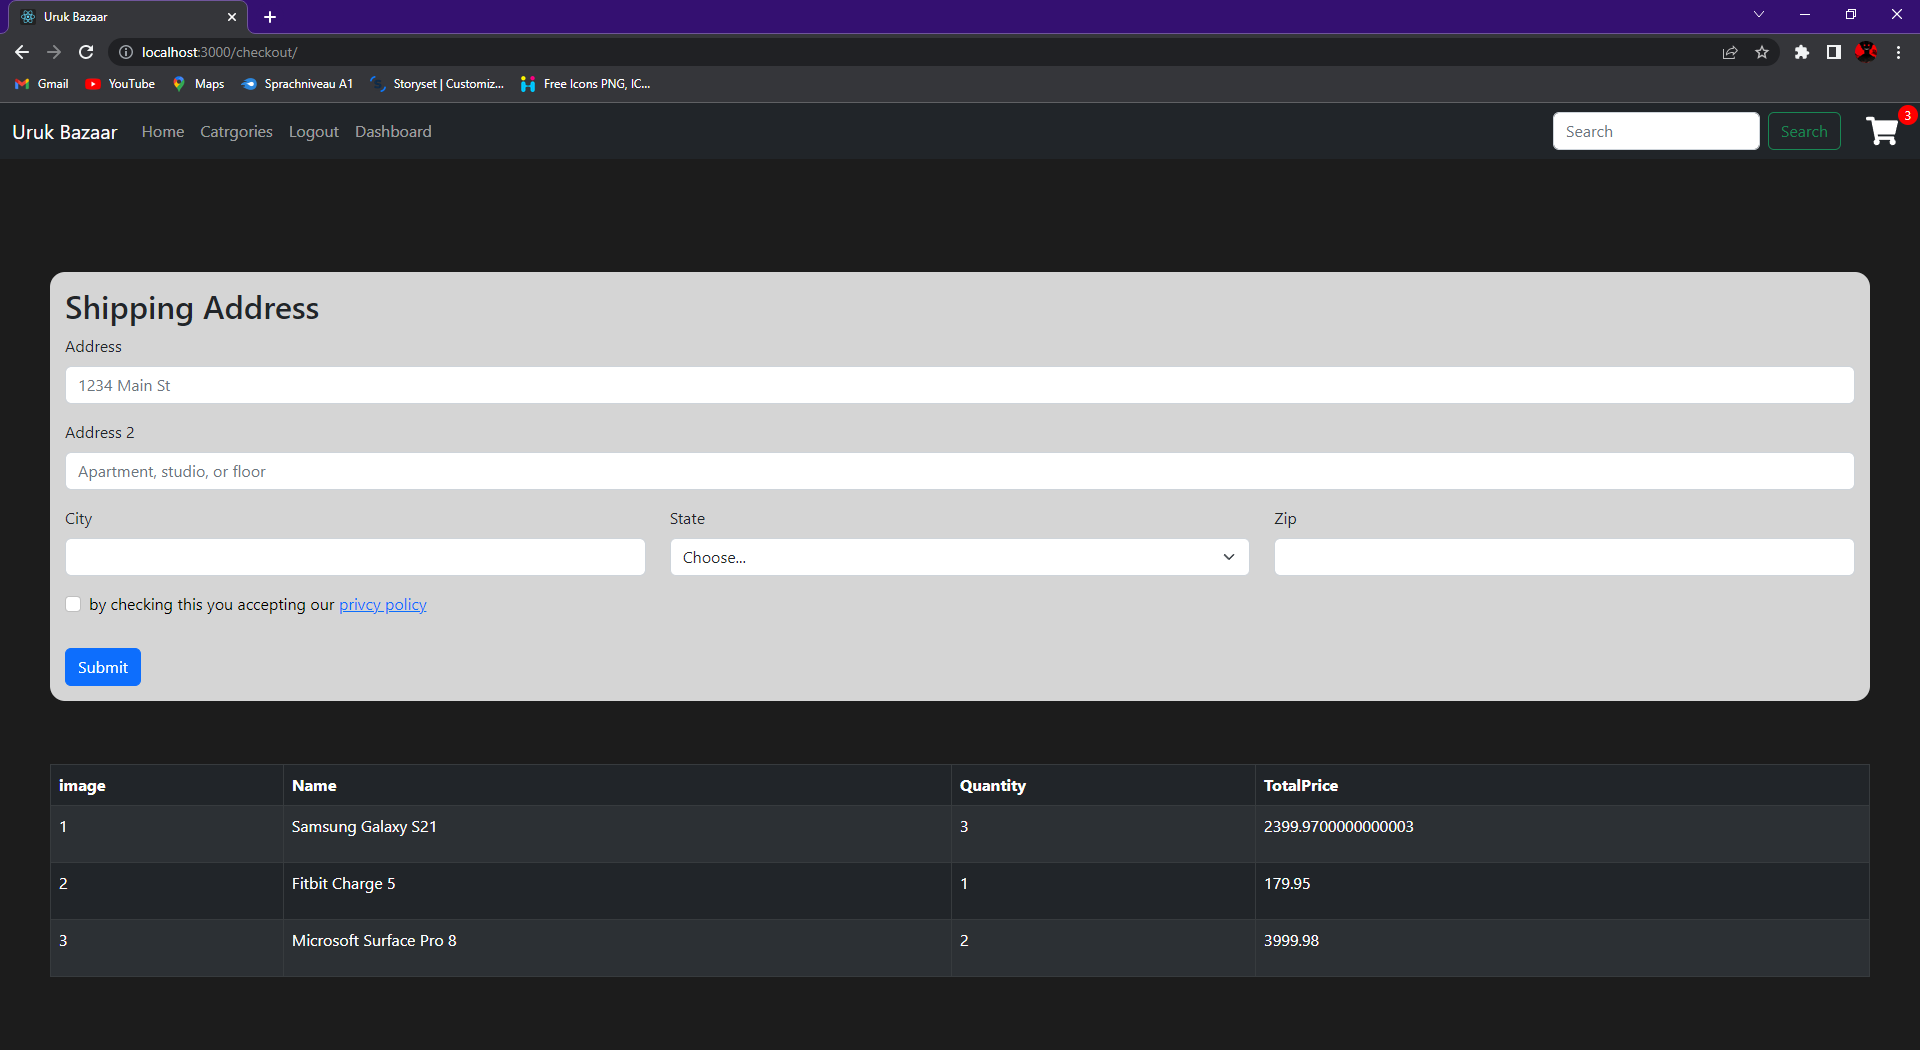 Uruk Bazaar
localhost:3000/checkout/
Gmail YouTube Maps Sprachniveau A1 Storyset | Customiz... Free Icons PNG, IC...
Uruk Bazaar Home Catrgories Logout Dashboard Search Search 3
Shipping Address
Address
1234 Main St
Address 2
Apartment, studio, or floor
City State Zip
Choose...
by checking this you accepting our privcy policy
Submit
image Name Quantity TotalPrice
1 Samsung Galaxy S21 3 2399.9700000000003
2 Fitbit Charge 5 1 179.95
3 Microsoft Surface Pro 8 2 3999.98